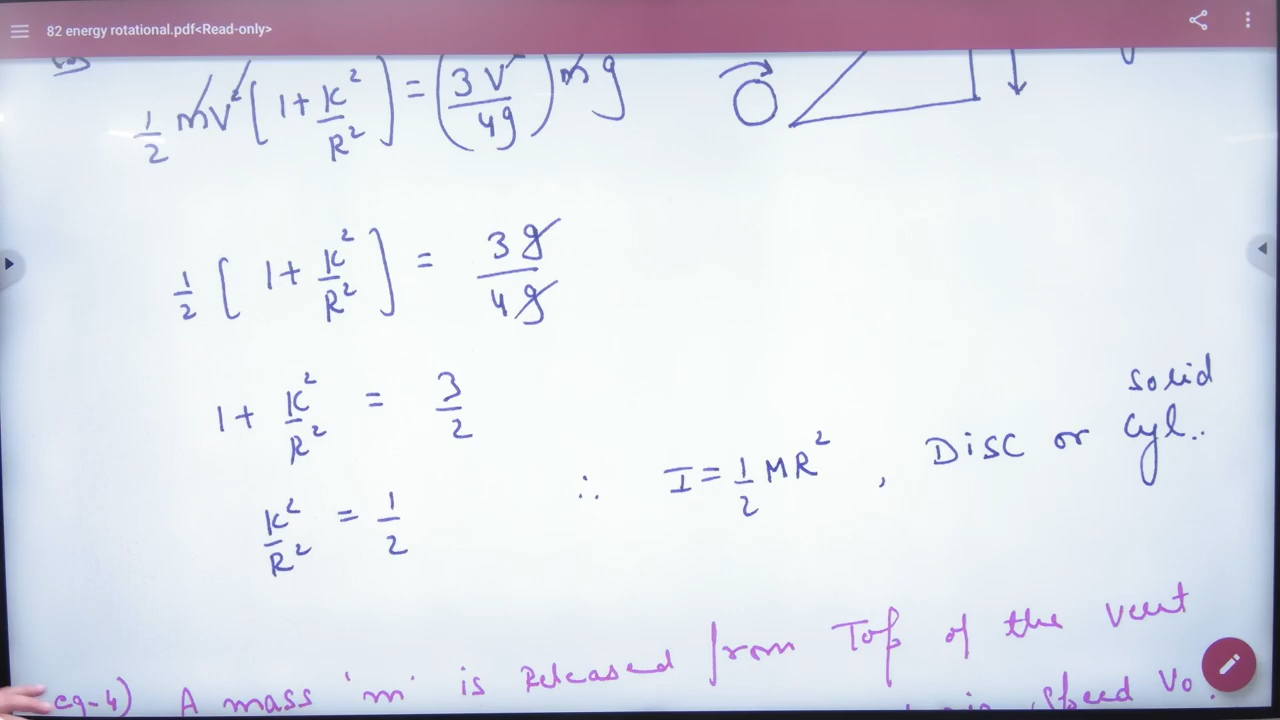 82 energy rotational.pdf<Read-only>
1/2 mv² [1 + K²/R²] = (3V²/4g) mg
1/2 [1 + K²/R²] = 3g/4g
1 + K²/R² = 3/2
solid
∴ I = 1/2 MR², Disc or Cyl..
K²/R² = 1/2
eg-4) A mass 'm' is Released from Top of the vert
speed Vo.